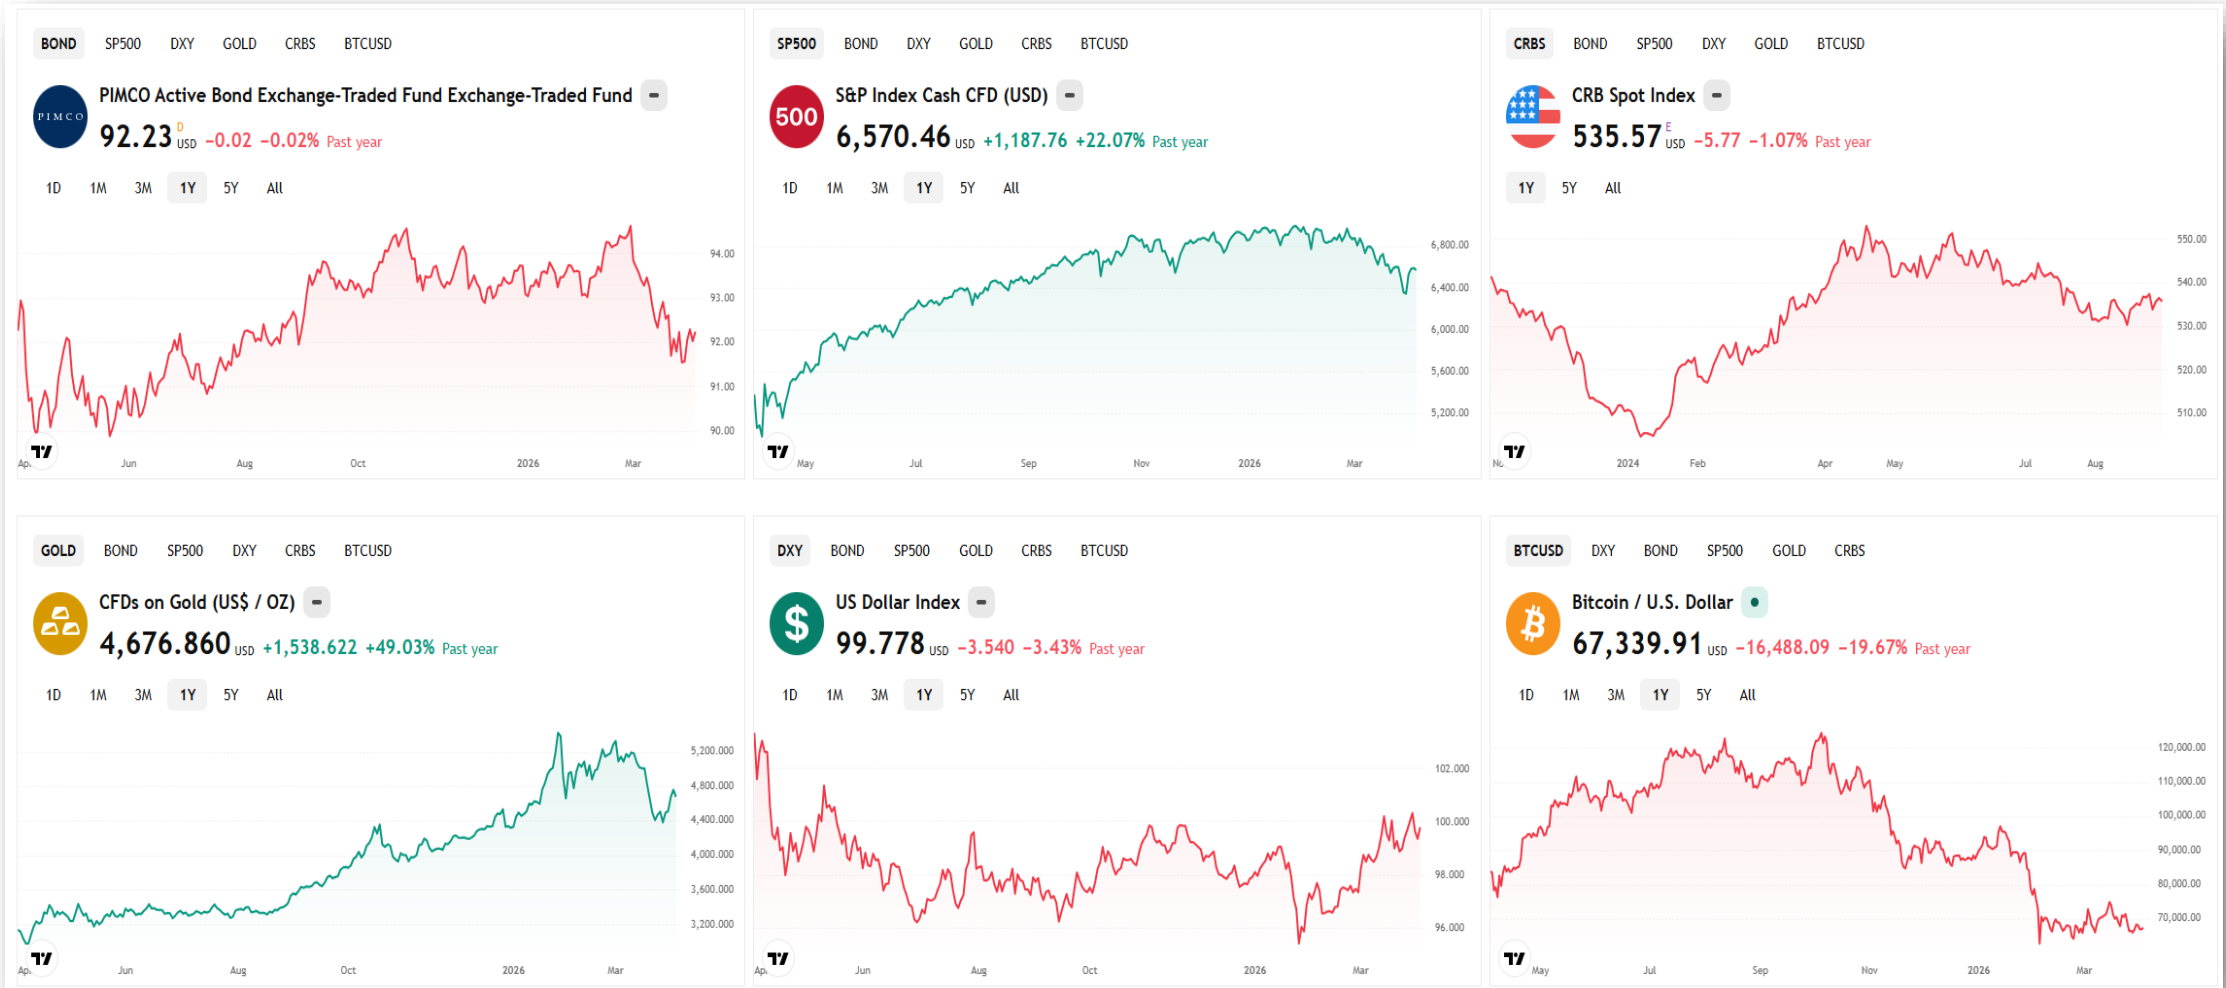 BOND SP500 DXY GOLD CRBS BTCUSD
PIMCO
PIMCO Active Bond Exchange-Traded Fund Exchange-Traded Fund
92.23 D USD −0.02 −0.02% Past year
1D 1M 3M 1Y 5Y All
94.00
93.00
92.00
91.00
90.00
Jun Aug Oct 2026 Mar
SP500 BOND DXY GOLD CRBS BTCUSD
500
S&P Index Cash CFD (USD)
6,570.46 USD +1,187.76 +22.07% Past year
1D 1M 3M 1Y 5Y All
6,800.00
6,400.00
6,000.00
5,600.00
5,200.00
May Jul Sep Nov 2026 Mar
CRBS BOND SP500 DXY GOLD BTCUSD
CRB Spot Index
535.57 E USD −5.77 −1.07% Past year
1Y 5Y All
550.00
540.00
530.00
520.00
510.00
2024 Feb Apr May Jul Aug
GOLD BOND SP500 DXY CRBS BTCUSD
CFDs on Gold (US$ / OZ)
4,676.860 USD +1,538.622 +49.03% Past year
1D 1M 3M 1Y 5Y All
5,200.000
4,800.000
4,400.000
4,000.000
3,600.000
3,200.000
Jun Aug Oct 2026 Mar
DXY BOND SP500 GOLD CRBS BTCUSD
$
US Dollar Index
99.778 USD −3.540 −3.43% Past year
1D 1M 3M 1Y 5Y All
102.000
100.000
98.000
96.000
Jun Aug Oct 2026 Mar
BTCUSD DXY BOND SP500 GOLD CRBS
Bitcoin / U.S. Dollar
67,339.91 USD −16,488.09 −19.67% Past year
1D 1M 3M 1Y 5Y All
120,000.00
110,000.00
100,000.00
90,000.00
80,000.00
70,000.00
May Jul Sep Nov 2026 Mar